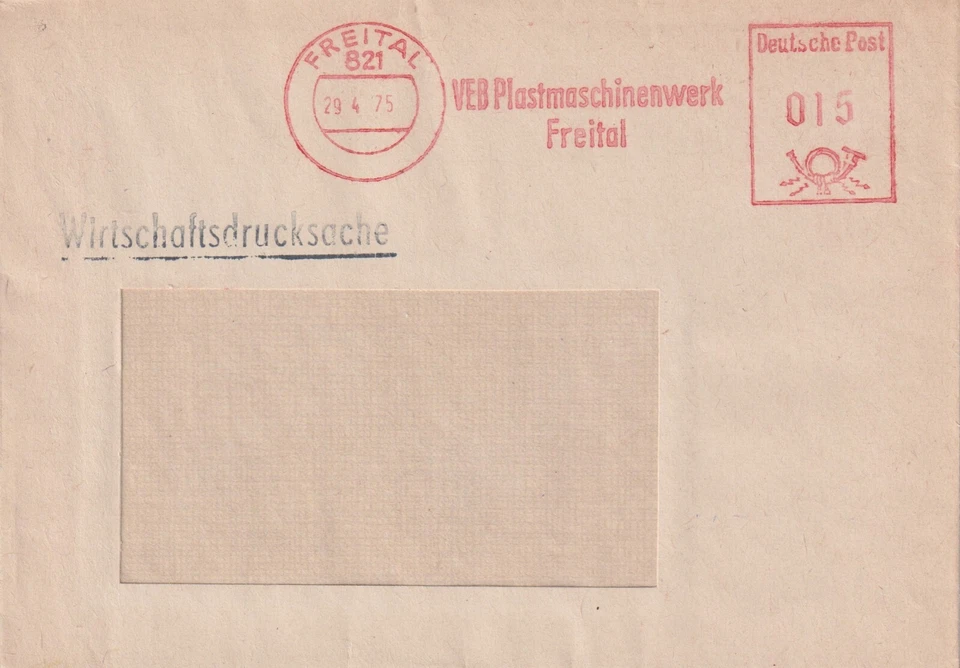 FREITAL
821
29 4 75
VEB Plastmaschinenwerk
Freital
Deutsche Post
015
Wirtschaftsdrucksache